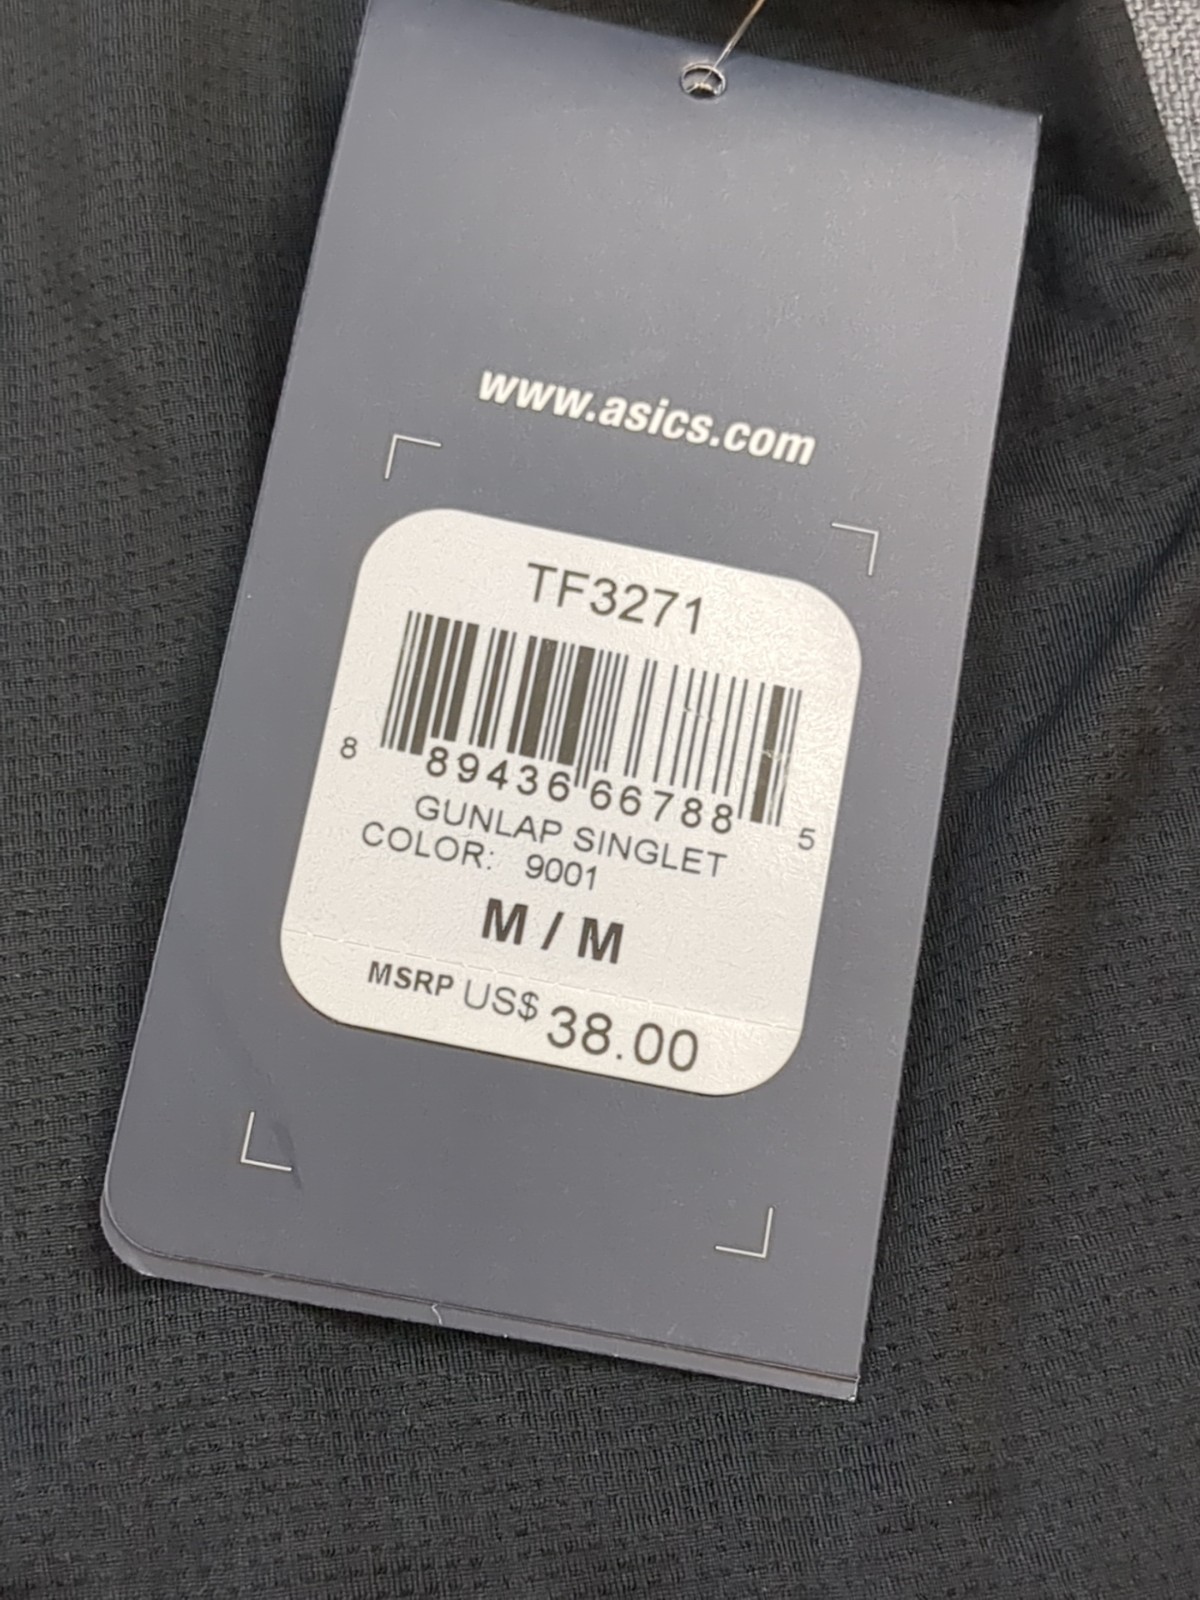 www.asics.com
TF3271
8 89436 66788 5
GUNLAP SINGLET
COLOR: 9001
M / M
MSRP US$ 38.00